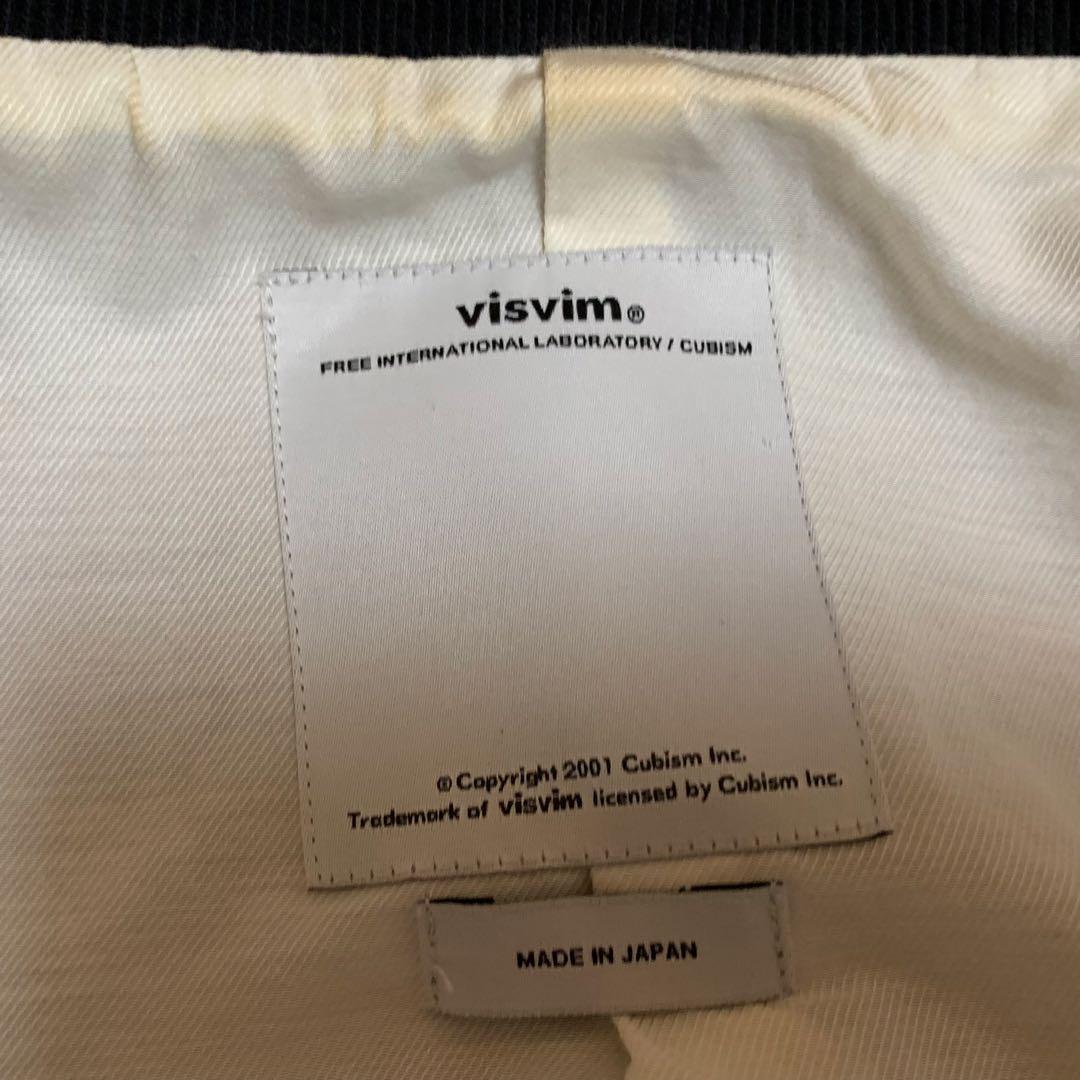 visvim®
FREE INTERNATIONAL LABORATORY / CUBISM
© Copyright 2001 Cubism Inc.
Trademark of visvim licensed by Cubism Inc.
MADE IN JAPAN